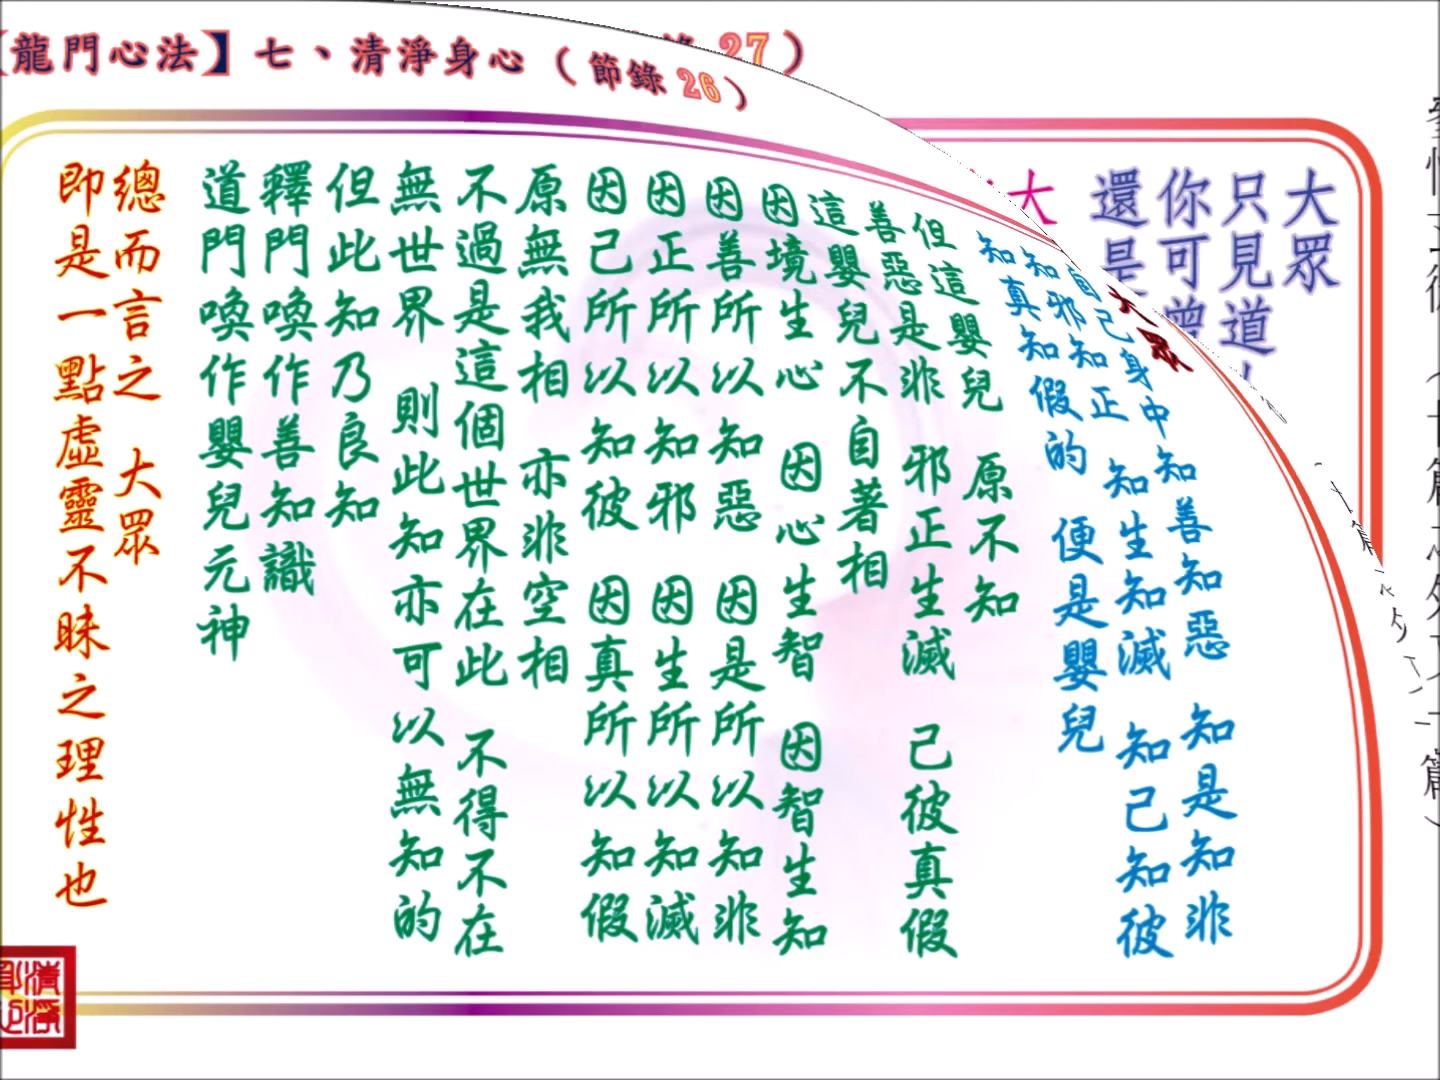 【龍門心法】七、清淨身心（節錄 26）
27）
大眾
自己身中知善知惡　知是知非
知邪知正　知生知滅　知己知彼
知真知假的　便是嬰兒
但這嬰兒　原不知
善惡是非　邪正生滅　己彼真假
這嬰兒不自著相
因境生心　因心生智　因智生知
因善所以知惡　因是所以知非
因正所以知邪　因生所以知滅
因己所以知彼　因真所以知假
原無我相　亦非空相
不過是這個世界在此　不得不在
無世界　則此知亦可　以無知的
但此知乃良知
釋門喚作善知識
道門喚作嬰兒元神
總而言之　大眾
即是一點虛靈不昧之理性也
大眾
只見道
你可曾
還是
大
清淨身心